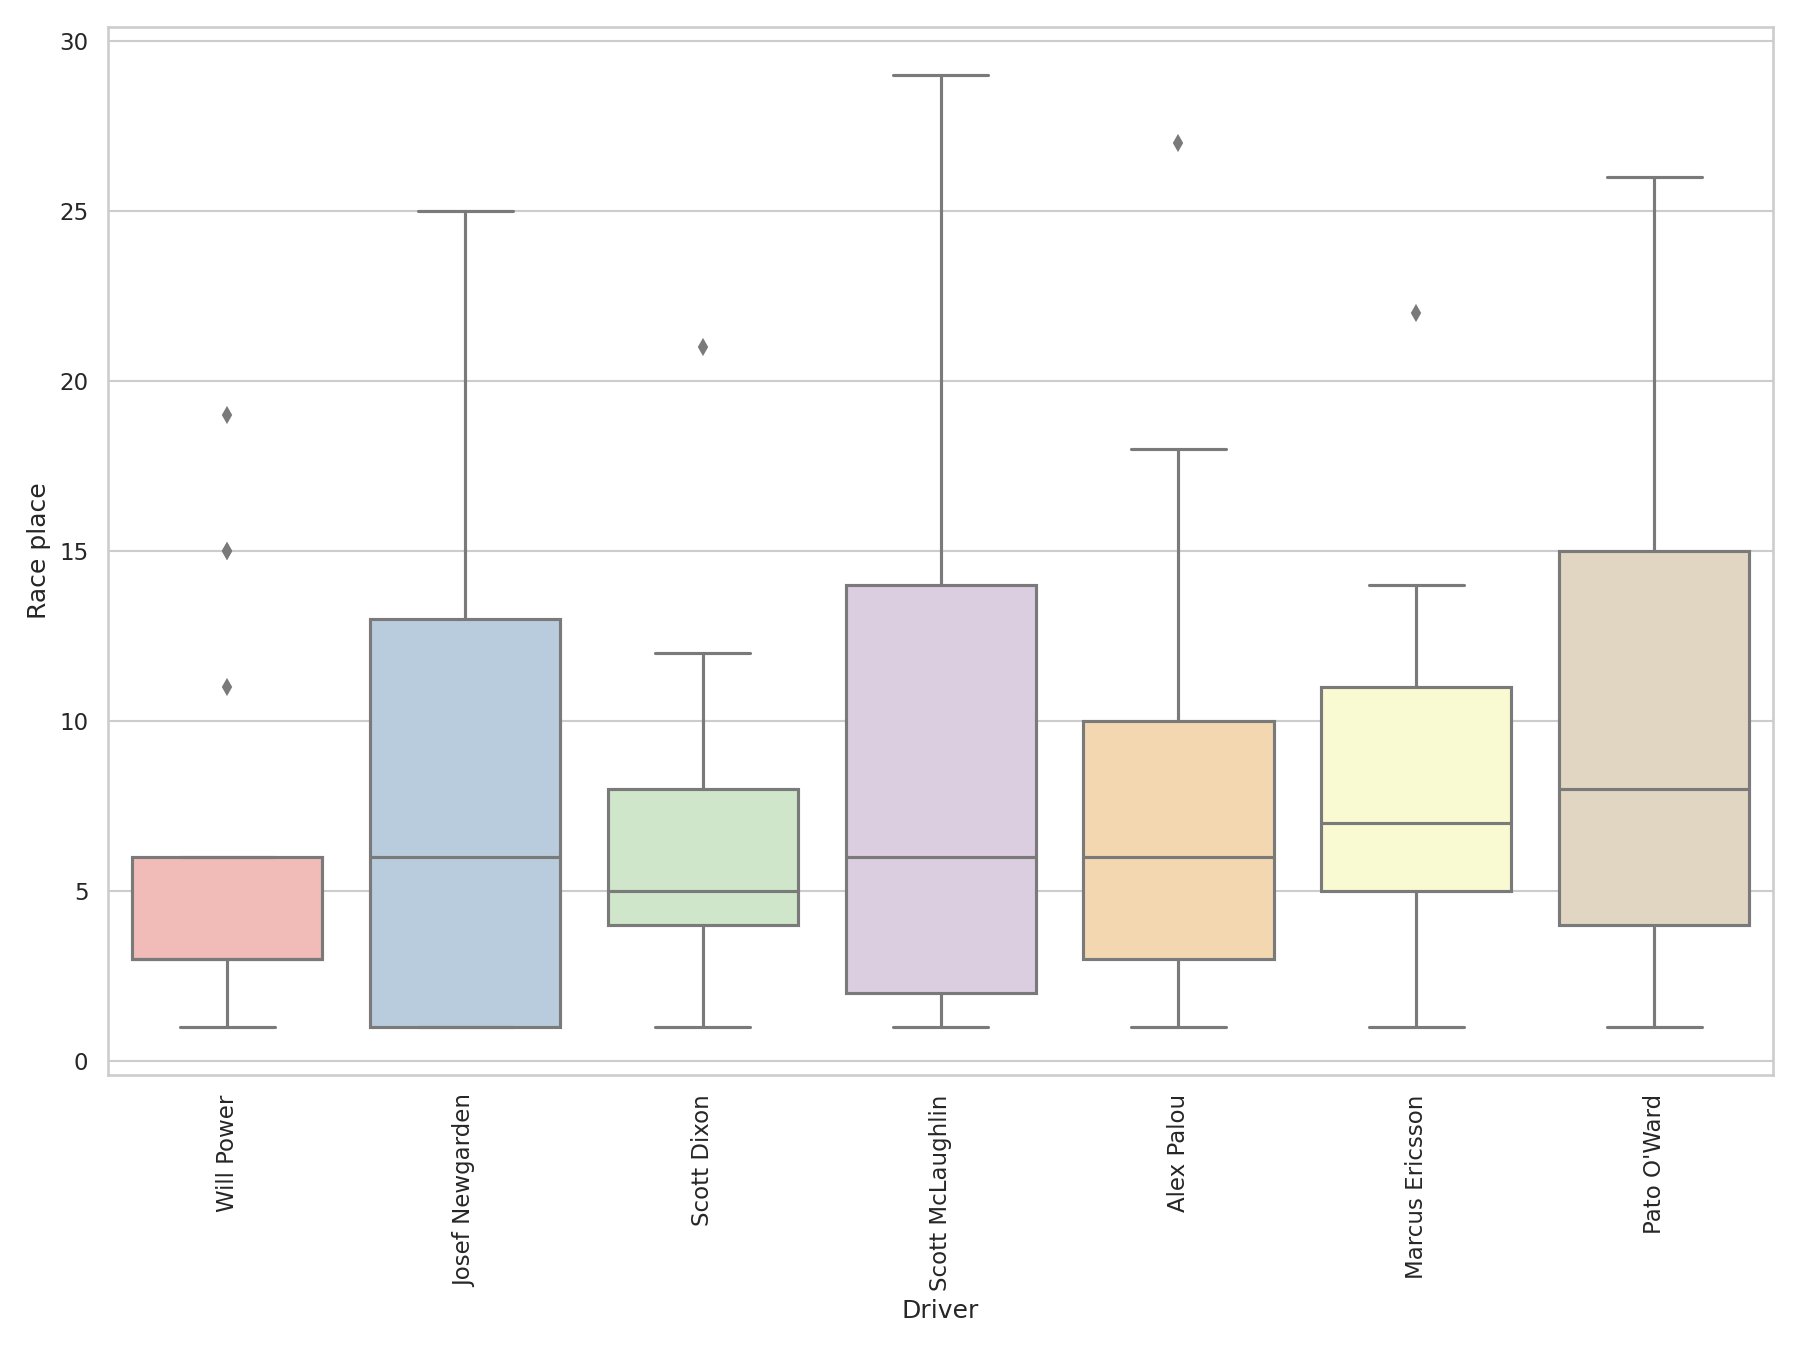 30
25
20
15
10
5
0
Race place
Will Power
Josef Newgarden
Scott Dixon
Scott McLaughlin
Alex Palou
Marcus Ericsson
Pato O'Ward
Driver